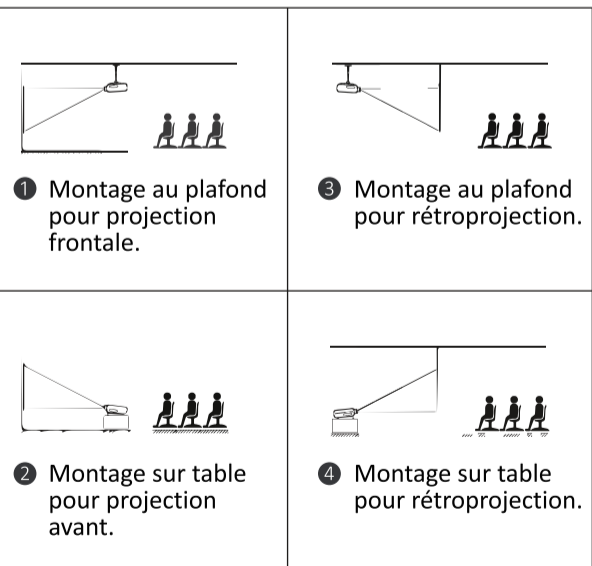 ❶ Montage au plafond
pour projection
frontale.
❸ Montage au plafond
pour rétroprojection.
❷ Montage sur table
pour projection
avant.
❹ Montage sur table
pour rétroprojection.